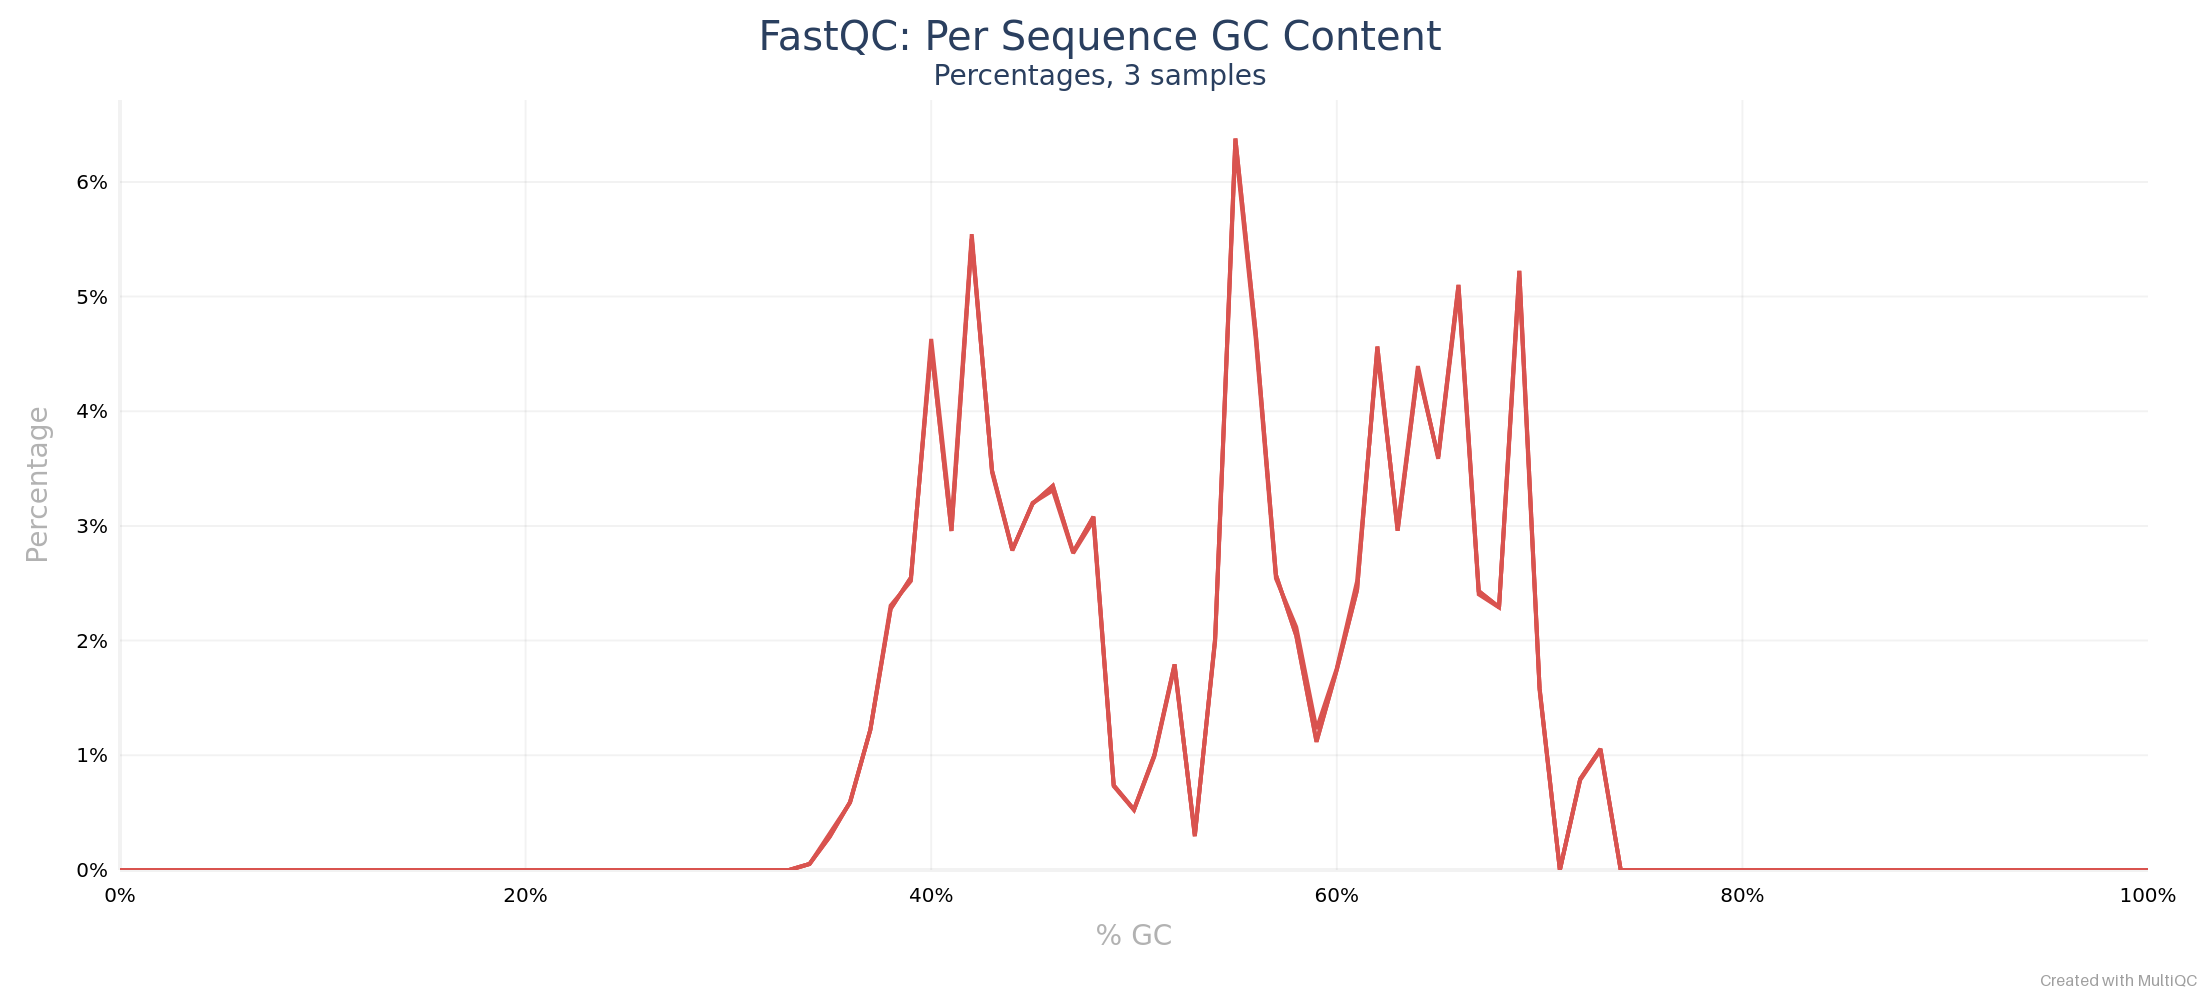 FastQC: Per Sequence GC Content
Percentages, 3 samples
Percentage
6%
5%
4%
3%
2%
1%
0%
0%
20%
40%
60%
80%
100%
% GC
Created with MultiQC